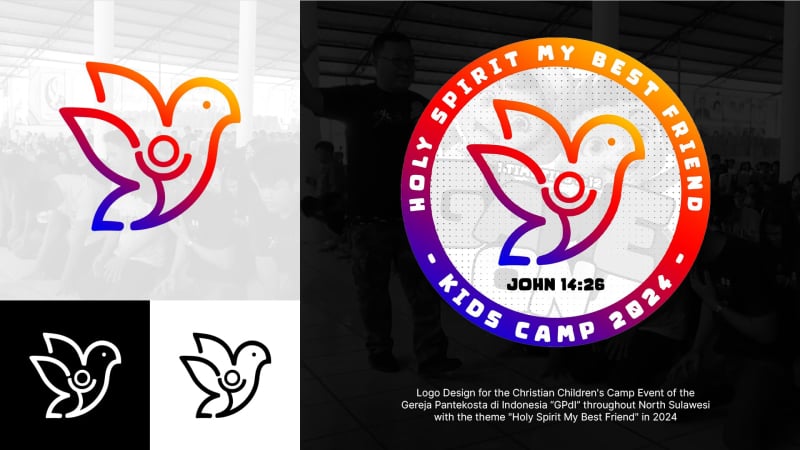 HOLY SPIRIT MY BEST FRIEND
JOHN 14:26
- KIDS CAMP 2024 -
Logo Design for the Christian Children's Camp Event of the
Gereja Pantekosta di Indonesia “GPdI” throughout North Sulawesi
with the theme "Holy Spirit My Best Friend" in 2024